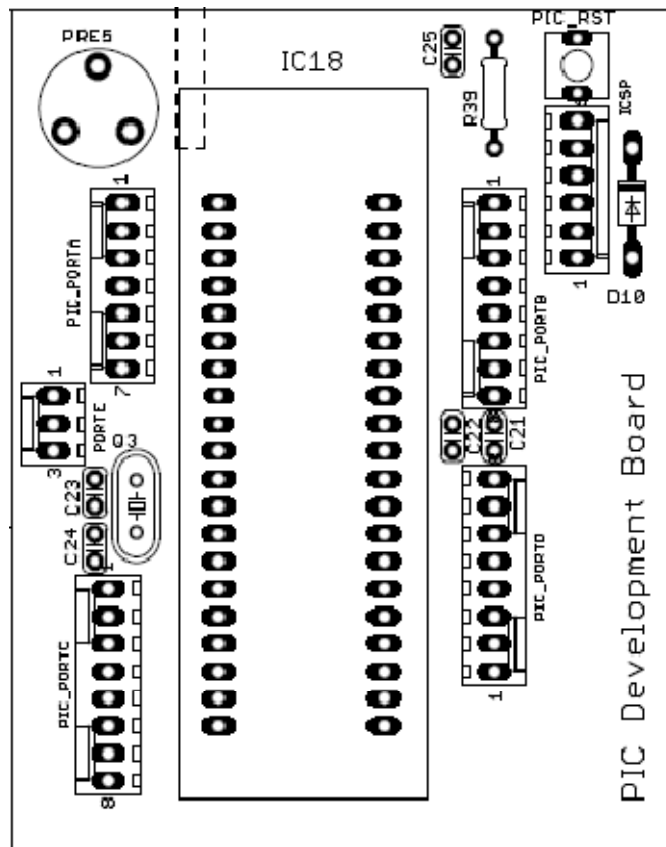 PRE5
IC18
C25
PIC_RST
R39
ICSP
1
PIC_PORTA
7
1
PIC_PORTB
1
D10
1
PORTE
3
Q3
C22
C21
C23
C24
PIC_PORTC
8
PIC_PORTD
1
PIC Development Board